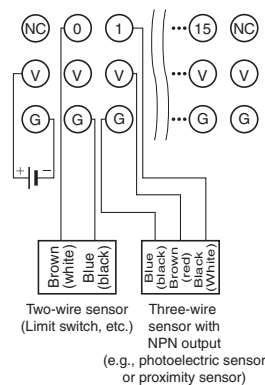 NC 0 1 ••• 15 NC
V V V ••• V V
G G G ••• G G
+ −
Brown
(white)
Blue
(black)
Blue
(black)
Brown
(red)
Black
(White)
Two-wire sensor
(Limit switch, etc.)
Three-wire
sensor with
NPN output
(e.g., photoelectric sensor
or proximity sensor)